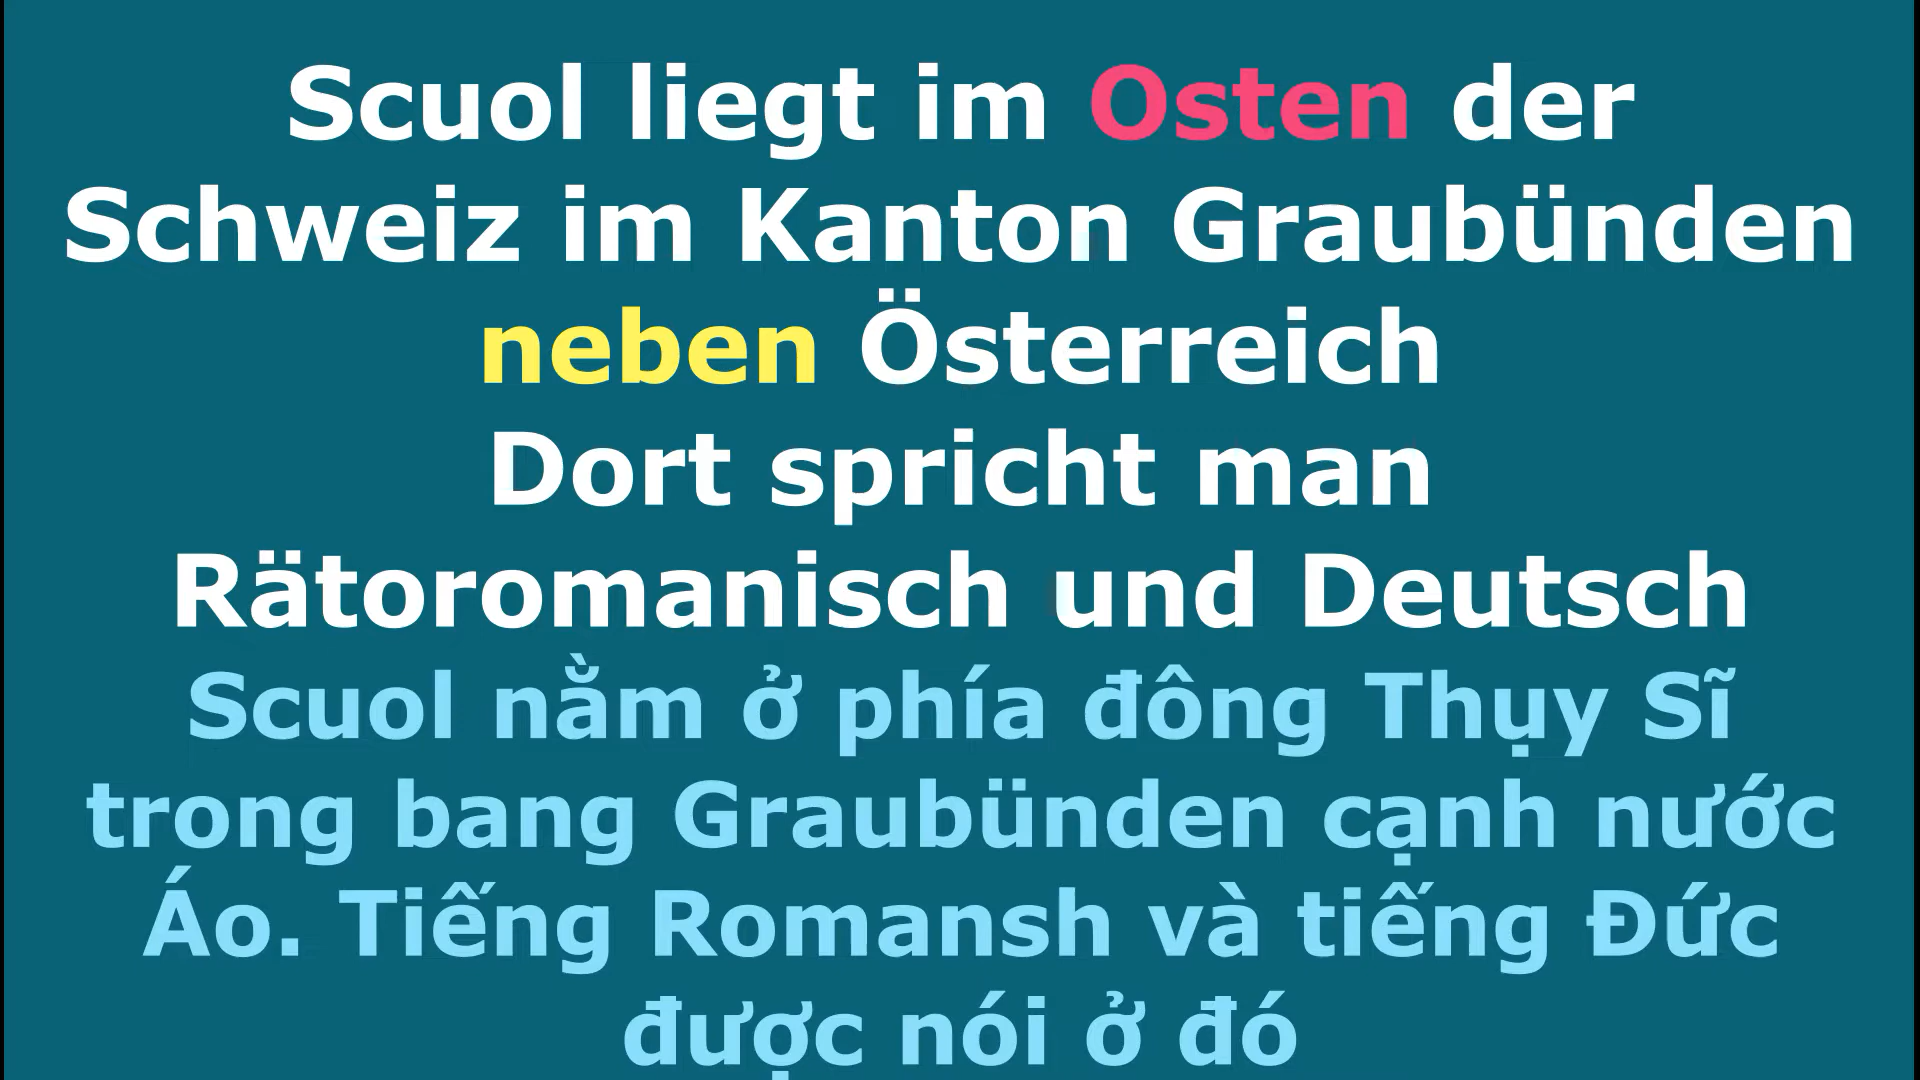 Scuol liegt im Osten der
Schweiz im Kanton Graubünden
neben Österreich
Dort spricht man
Rätoromanisch und Deutsch
Scuol nằm ở phía đông Thụy Sĩ
trong bang Graubünden cạnh nước
Áo. Tiếng Romansh và tiếng Đức
được nói ở đó